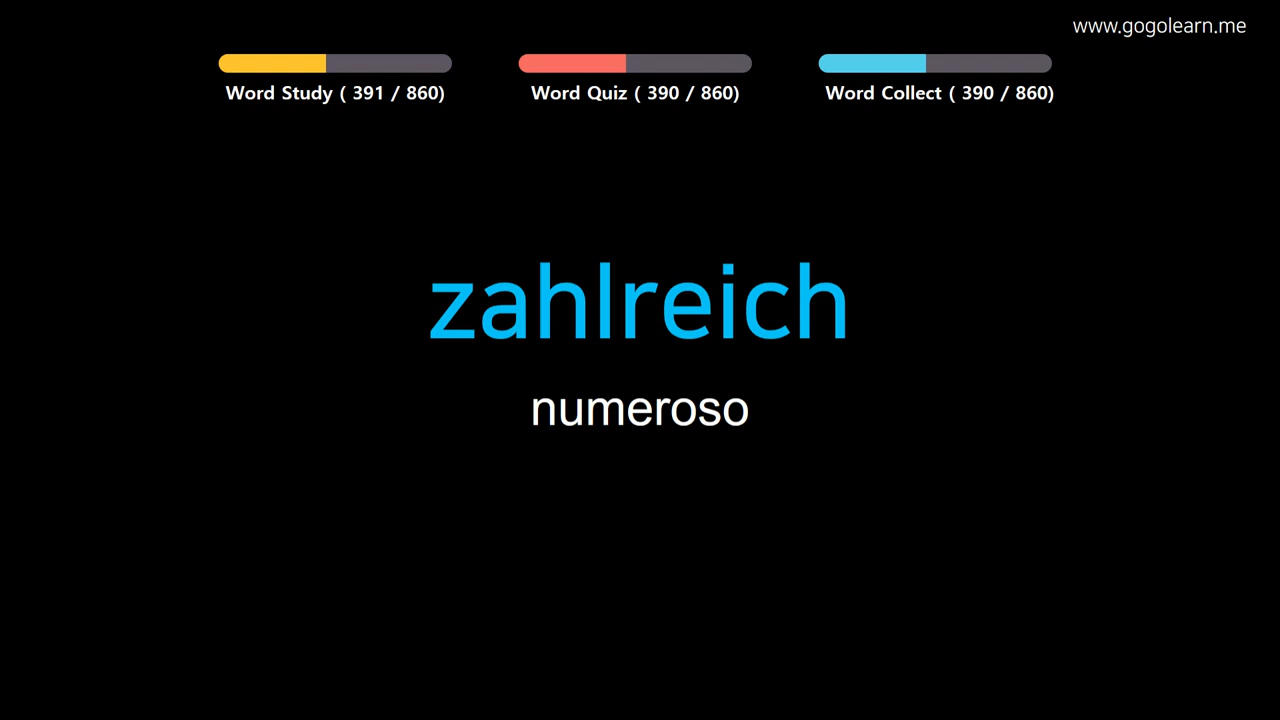 www.gogolearn.me
Word Study ( 391 / 860)
Word Quiz ( 390 / 860)
Word Collect ( 390 / 860)
zahlreich
numeroso